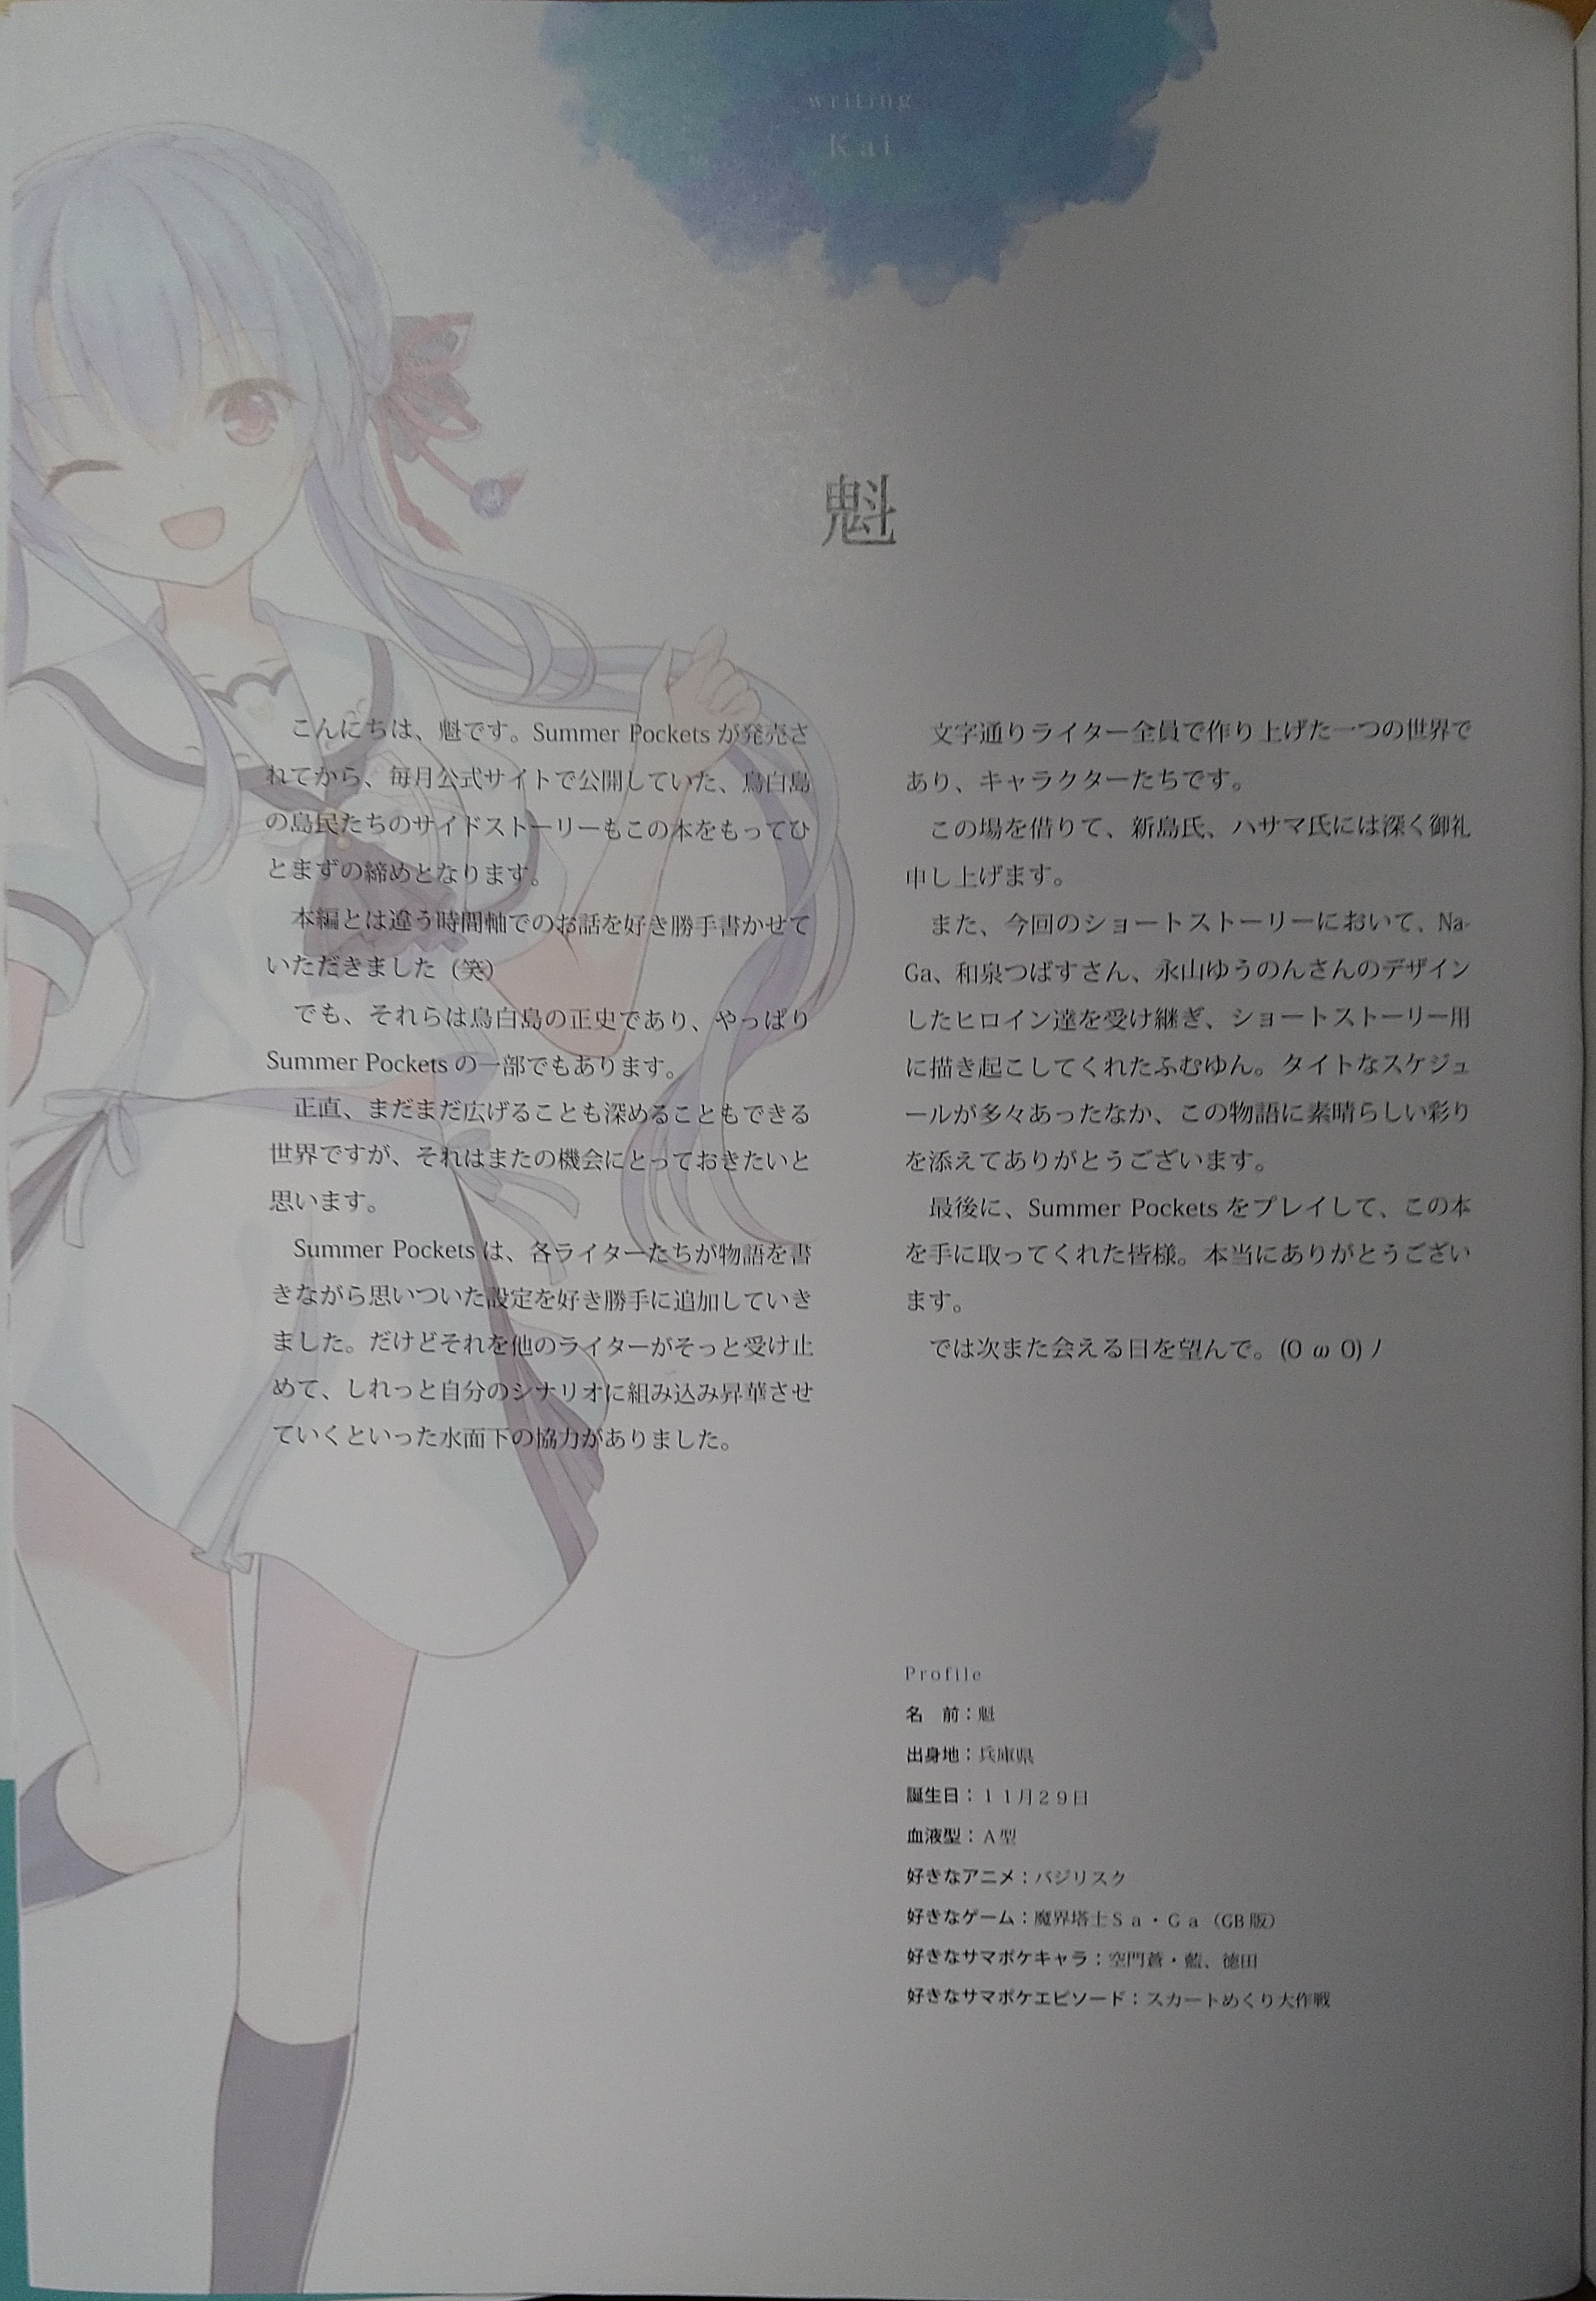 writing
Kai
魁
こんにちは、魁です。Summer Pockets が発売さ
れてから、毎月公式サイトで公開していた、鳥白島
の島民たちのサイドストーリーもこの本をもってひ
とまずの締めとなります。
本編とは違う時間軸でのお話を好き勝手書かせて
いただきました（笑）
でも、それらは鳥白島の正史であり、やっぱり
Summer Pockets の一部でもあります。
正直、まだまだ広げることも深めることもできる
世界ですが、それはまたの機会にとっておきたいと
思います。
Summer Pockets は、各ライターたちが物語を書
きながら思いついた設定を好き勝手に追加していき
ました。だけどそれを他のライターがそっと受け止
めて、しれっと自分のシナリオに組み込み昇華させ
ていくといった水面下の協力がありました。
文字通りライター全員で作り上げた一つの世界で
あり、キャラクターたちです。
この場を借りて、新島氏、ハサマ氏には深く御礼
申し上げます。
また、今回のショートストーリーにおいて、Na-
Ga、和泉つばすさん、永山ゆうのんさんのデザイン
したヒロイン達を受け継ぎ、ショートストーリー用
に描き起こしてくれたふむゆん。タイトなスケジュ
ールが多々あったなか、この物語に素晴らしい彩り
を添えてありがとうございます。
最後に、Summer Pockets をプレイして、この本
を手に取ってくれた皆様。本当にありがとうござい
ます。
では次また会える日を望んで。(O ω O) ノ
Profile
名　前：魁
出身地：兵庫県
誕生日：１１月２９日
血液型：Ａ型
好きなアニメ：バジリスク
好きなゲーム：魔界塔士Ｓａ・Ｇａ（GB版）
好きなサマポケキャラ：空門蒼・藍、徳田
好きなサマポケエピソード：スカートめくり大作戦